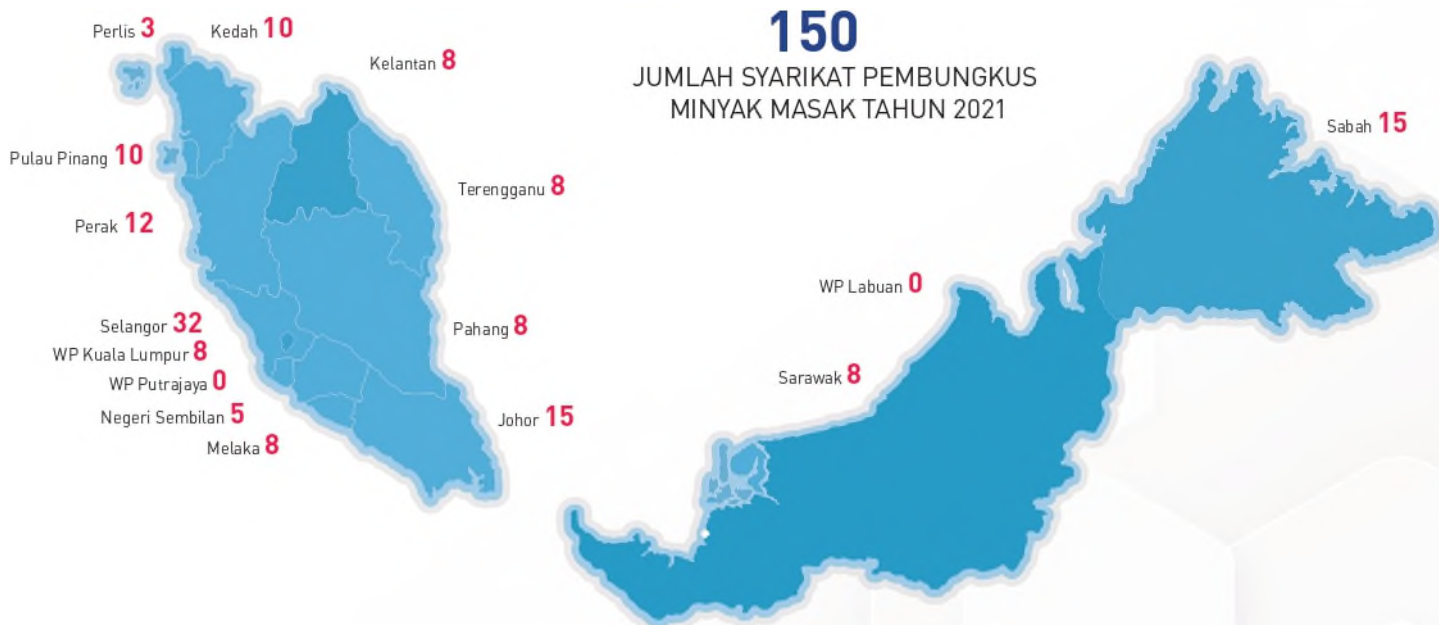 150
JUMLAH SYARIKAT PEMBUNGKUS
MINYAK MASAK TAHUN 2021
Perlis 3
Kedah 10
Kelantan 8
Pulau Pinang 10
Terengganu 8
Perak 12
Selangor 32
WP Kuala Lumpur 8
WP Putrajaya 0
Negeri Sembilan 5
Melaka 8
Pahang 8
Johor 15
Sabah 15
WP Labuan 0
Sarawak 8